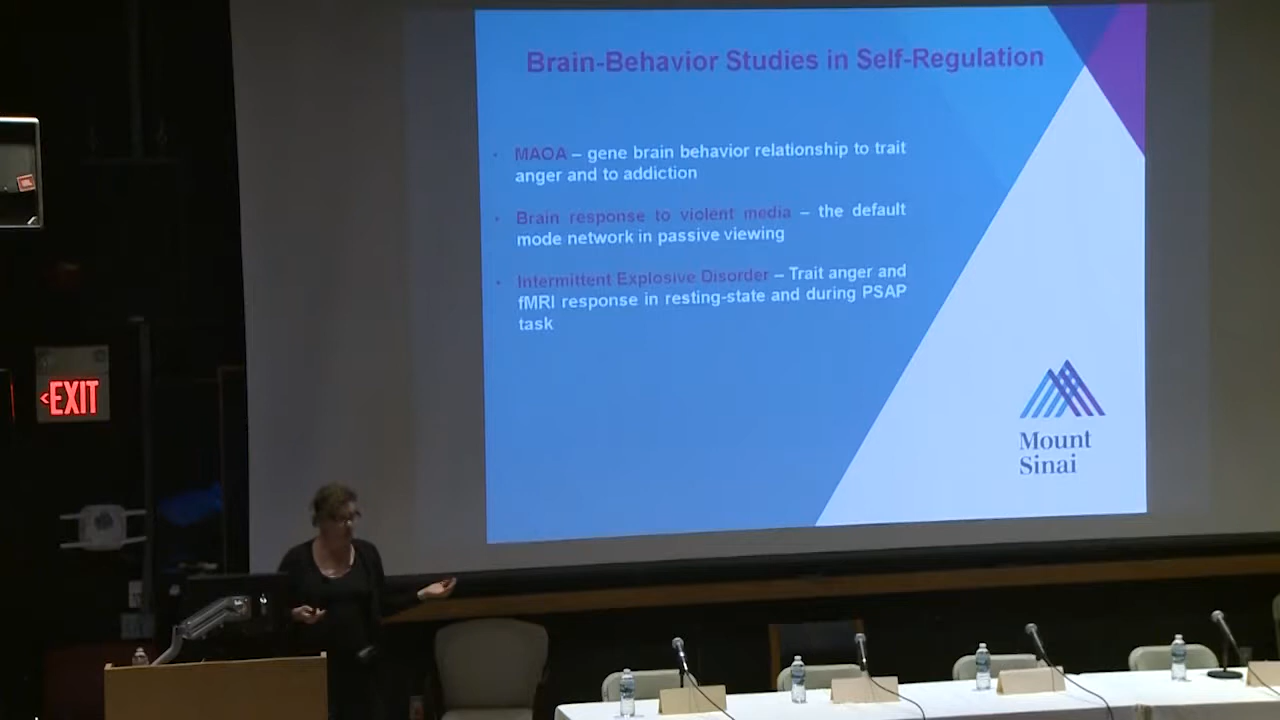 Brain-Behavior Studies in Self-Regulation
• MAOA – gene brain behavior relationship to trait
anger and to addiction
• Brain response to violent media – the default
mode network in passive viewing
• Intermittent Explosive Disorder – Trait anger and
fMRI response in resting-state and during PSAP
task
Mount
Sinai
<EXIT